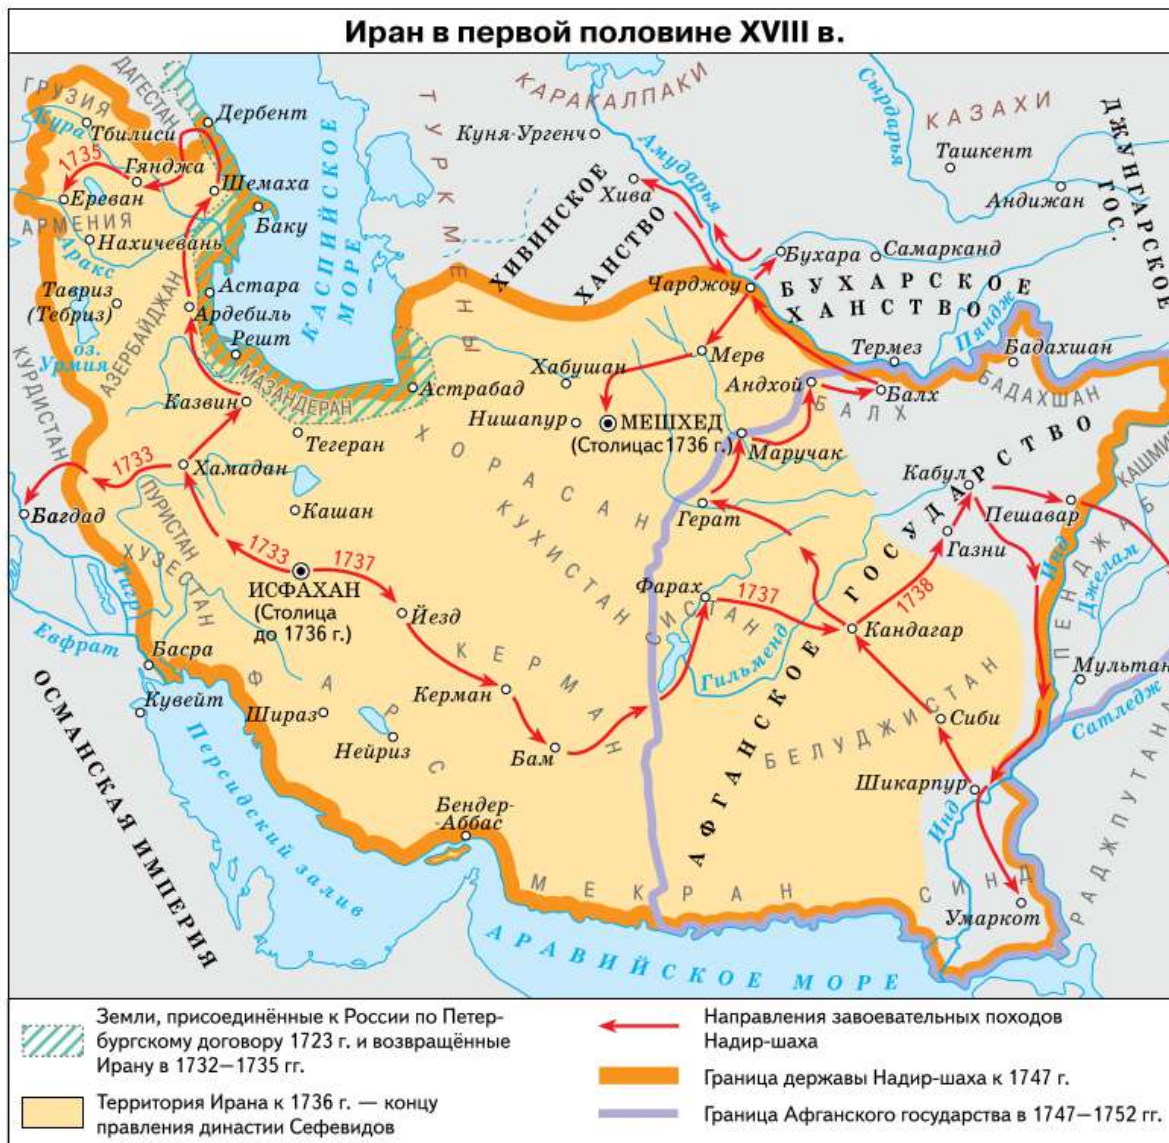 Иран в первой половине XVIII в.
ГРУЗИЯ
ДАГЕСТАН
Дербент
Кура
Тбилиси
1735
Гянджа
Шемаха
Ереван
Баку
АРМЕНИЯ
Нахичевань
Аракс
Тавриз
(Тебриз)
Астара
Ардебиль
АЗЕРБАЙДЖАН
оз.
Урмия
Решт
КУРДИСТАН
МАЗАНДЕРАН
Казвин
КАСПИЙСКОЕ
МОРЕ
ТУРКМЕНЫ
КАРАКАЛПАКИ
Куня-Ургенч
Амударья
Сырдарья
КАЗАХИ
Ташкент
Андижан
ДЖУНГАРСКОЕ
ГОС.
Хива
ХИВИНСКОЕ
ХАНСТВО
Бухара
Самарканд
Чарджоу
БУХАРСКОЕ
ХАНСТВО
Пяндж
Термез
Бадахшан
БАДАХШАН
Мерв
Хабушан
Астрабад
Андхой
Балх
БАЛХ
Нишапур
МЕШХЕД
(Столица с 1736 г.)
Маручак
Тегеран
ХОРАСАН
1733
Хамадан
Багдад
Кабул
КАШМИР
Пешавар
Герат
Газни
Кашан
ПУРИСТАН
ХУЗЕСТАН
КУХИСТАН
1733
1737
ИСФАХАН
(Столица
до 1736 г.)
Йезд
Фарах
1737
СИСТАН
1738
Кандагар
АФГАНСКОЕ ГОСУДАРСТВО
Инд
ПЕНДЖАБ
Джелам
Тигр
Евфрат
Басра
Кувейт
ОСМАНСКАЯ ИМПЕРИЯ
КЕРМАН
Керман
Гильменд
Мультан
Сатледж
ФАРС
Шираз
Нейриз
Бам
Сиби
БЕЛУДЖИСТАН
Шикарпур
Инд
Персидский залив
Бендер-
-Аббас
МЕКРАН
СИНД
РАДЖПУТАНА
Умаркот
АРАВИЙСКОЕ МОРЕ
Земли, присоединённые к России по Петер-
бургскому договору 1723 г. и возвращённые
Ирану в 1732—1735 гг.
Территория Ирана к 1736 г. — концу
правления династии Сефевидов
Направления завоевательных походов
Надир-шаха
Граница державы Надир-шаха к 1747 г.
Граница Афганского государства в 1747—1752 гг.